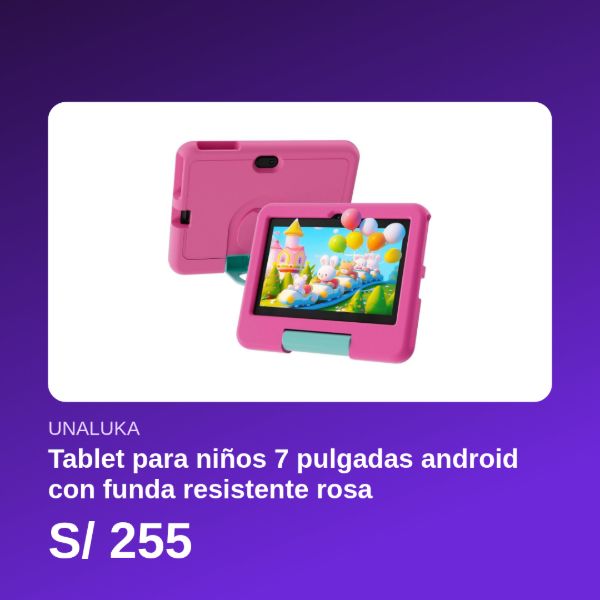 UNALUKA
Tablet para niños 7 pulgadas android
con funda resistente rosa
S/ 255